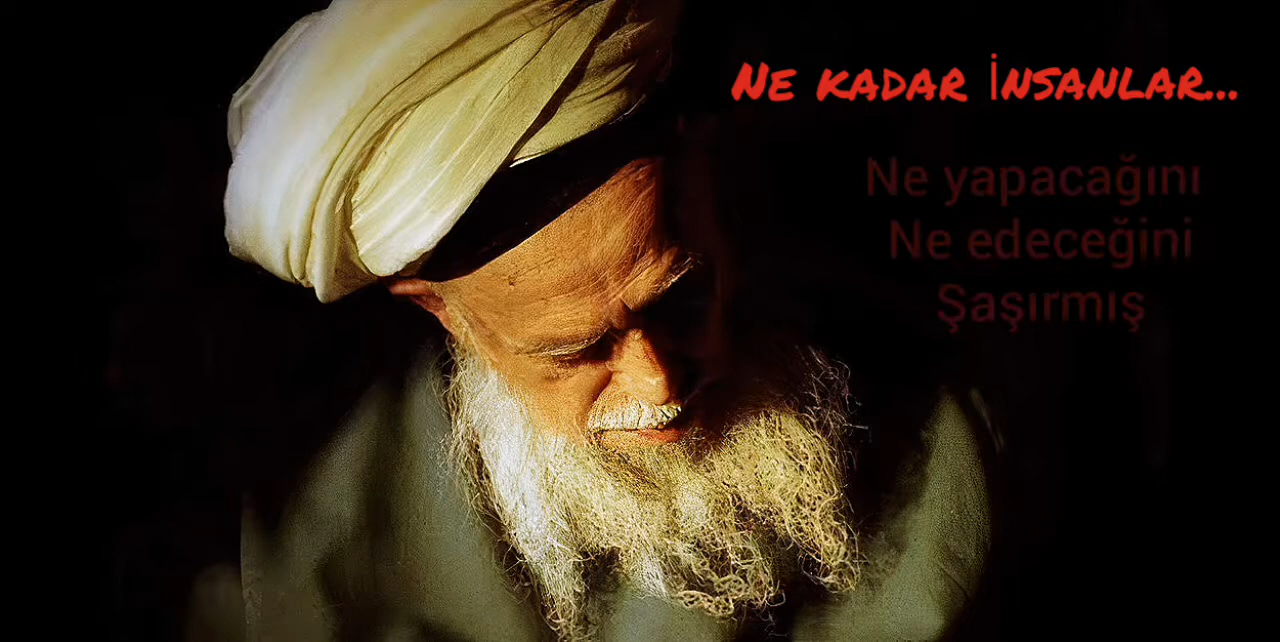 Ne kadar İnsanlar...
Ne yapacağını
Ne edeceğini
Şaşırmış